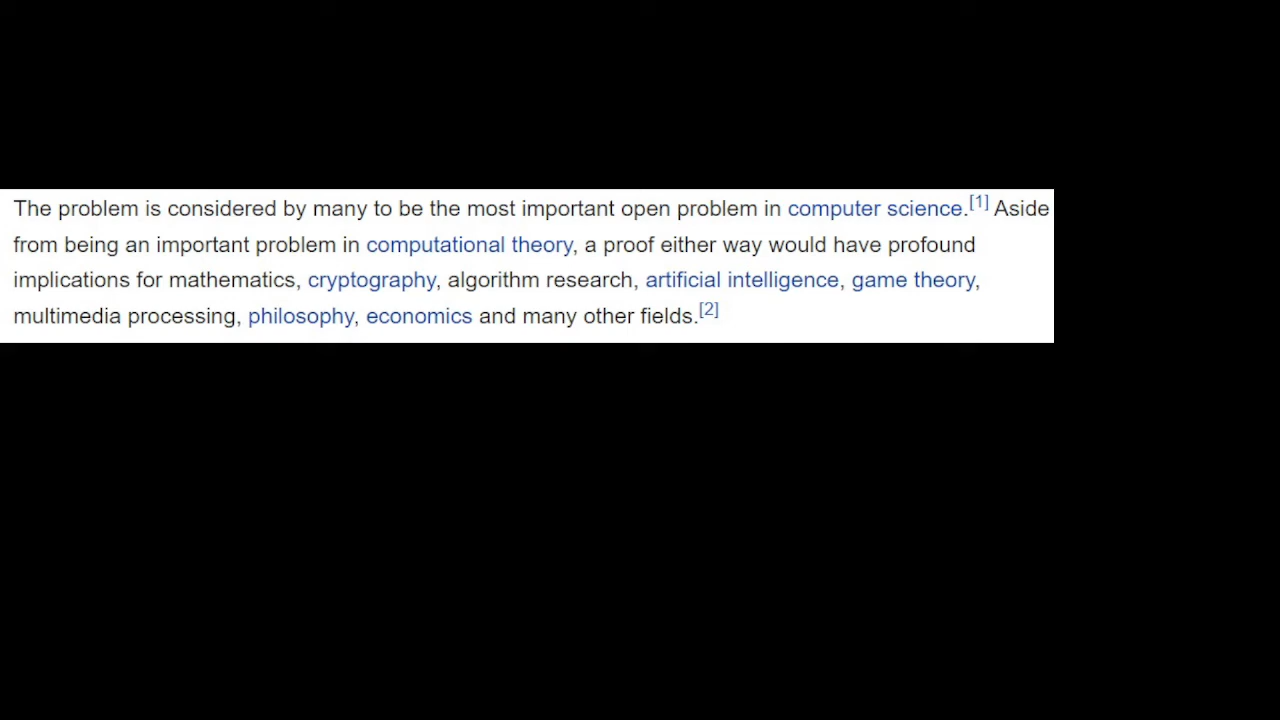 The problem is considered by many to be the most important open problem in computer science.[1] Aside
from being an important problem in computational theory, a proof either way would have profound
implications for mathematics, cryptography, algorithm research, artificial intelligence, game theory,
multimedia processing, philosophy, economics and many other fields.[2]